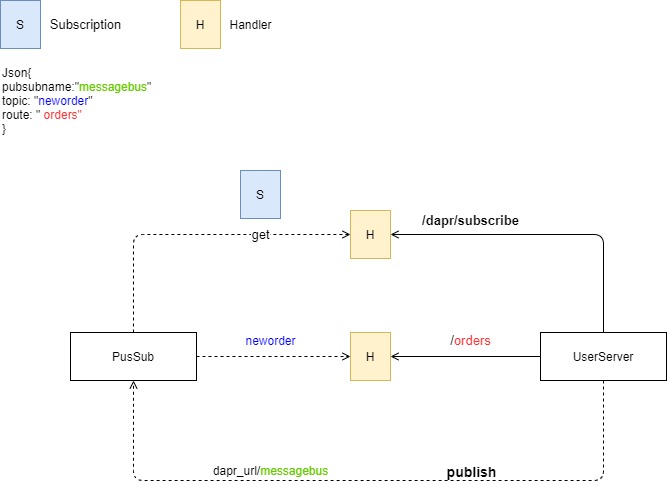 S Subscription H Handler
Json{
pubsubname:"messagebus"
topic: "neworder"
route: " orders"
}
S
get H /dapr/subscribe
PusSub neworder H /orders UserServer
dapr_url/messagebus publish